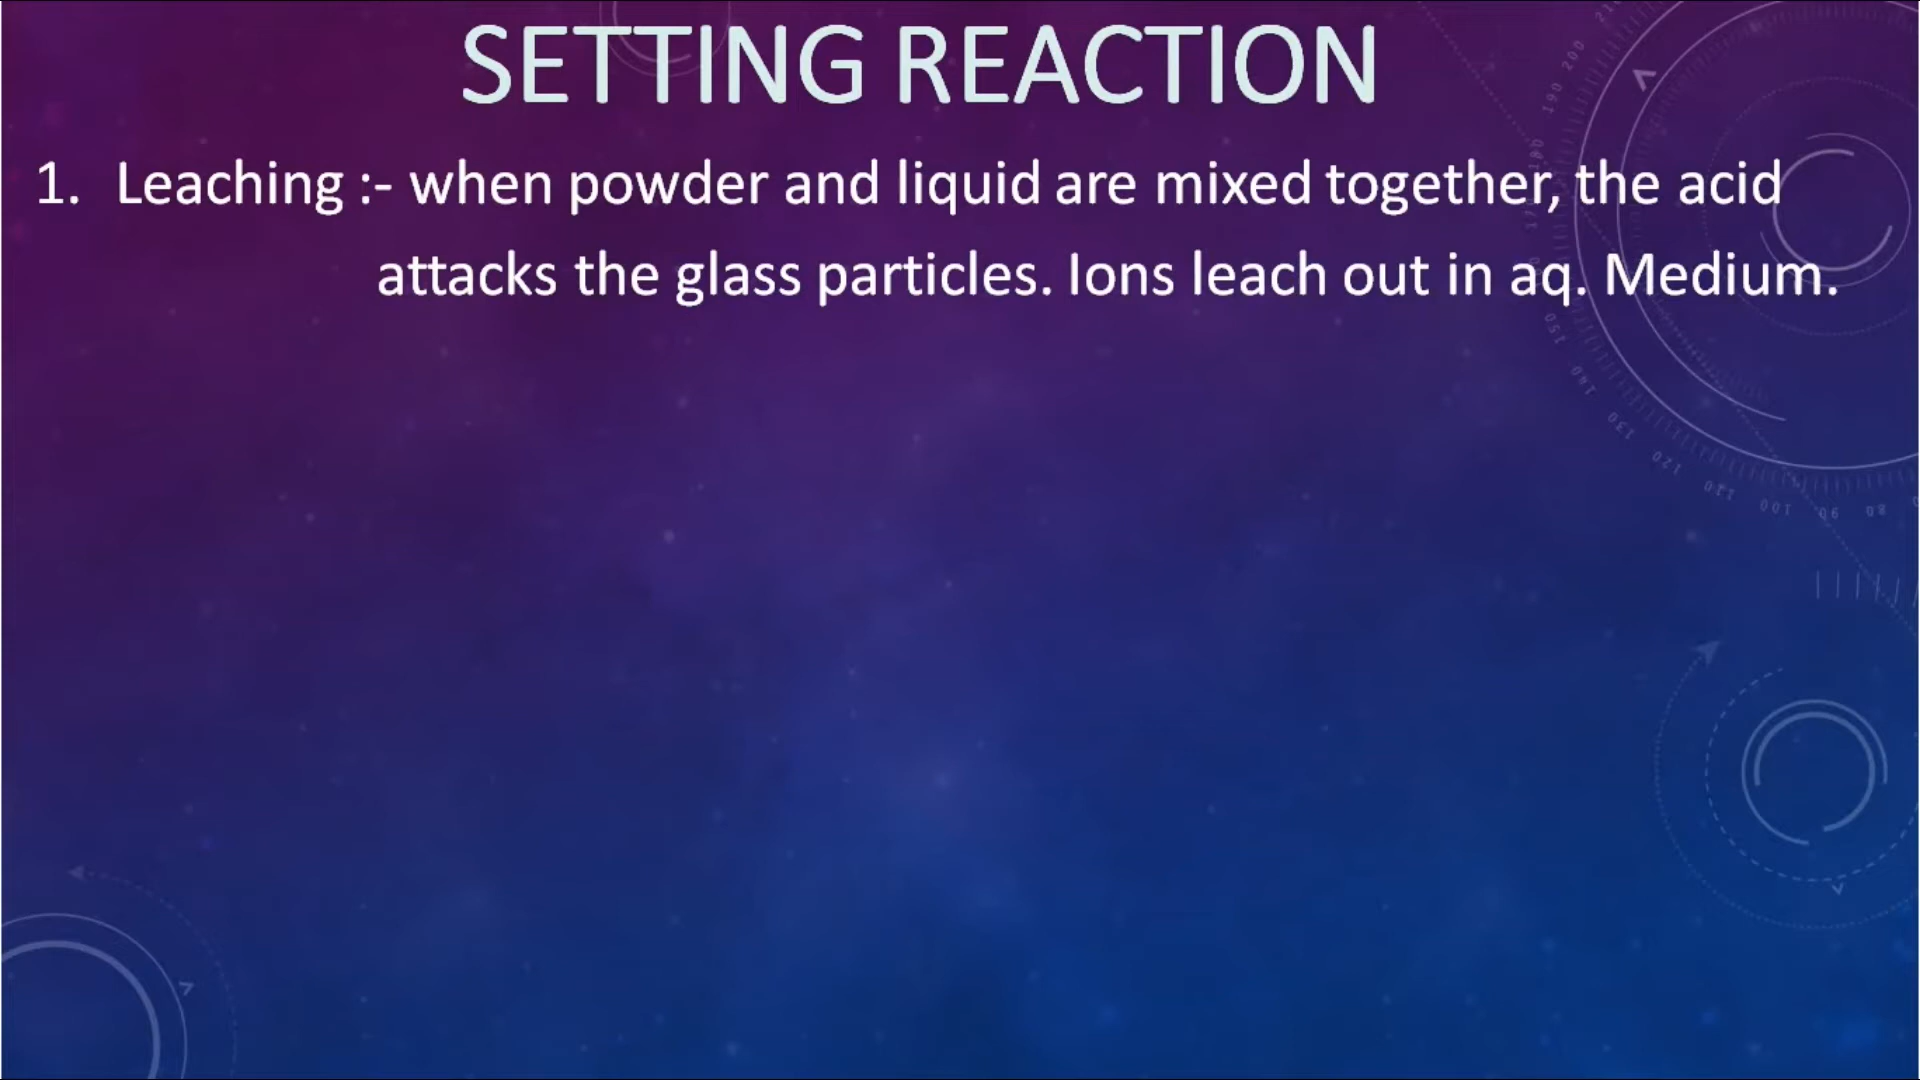 SETTING REACTION
1. Leaching :- when powder and liquid are mixed together, the acid
attacks the glass particles. Ions leach out in aq. Medium.